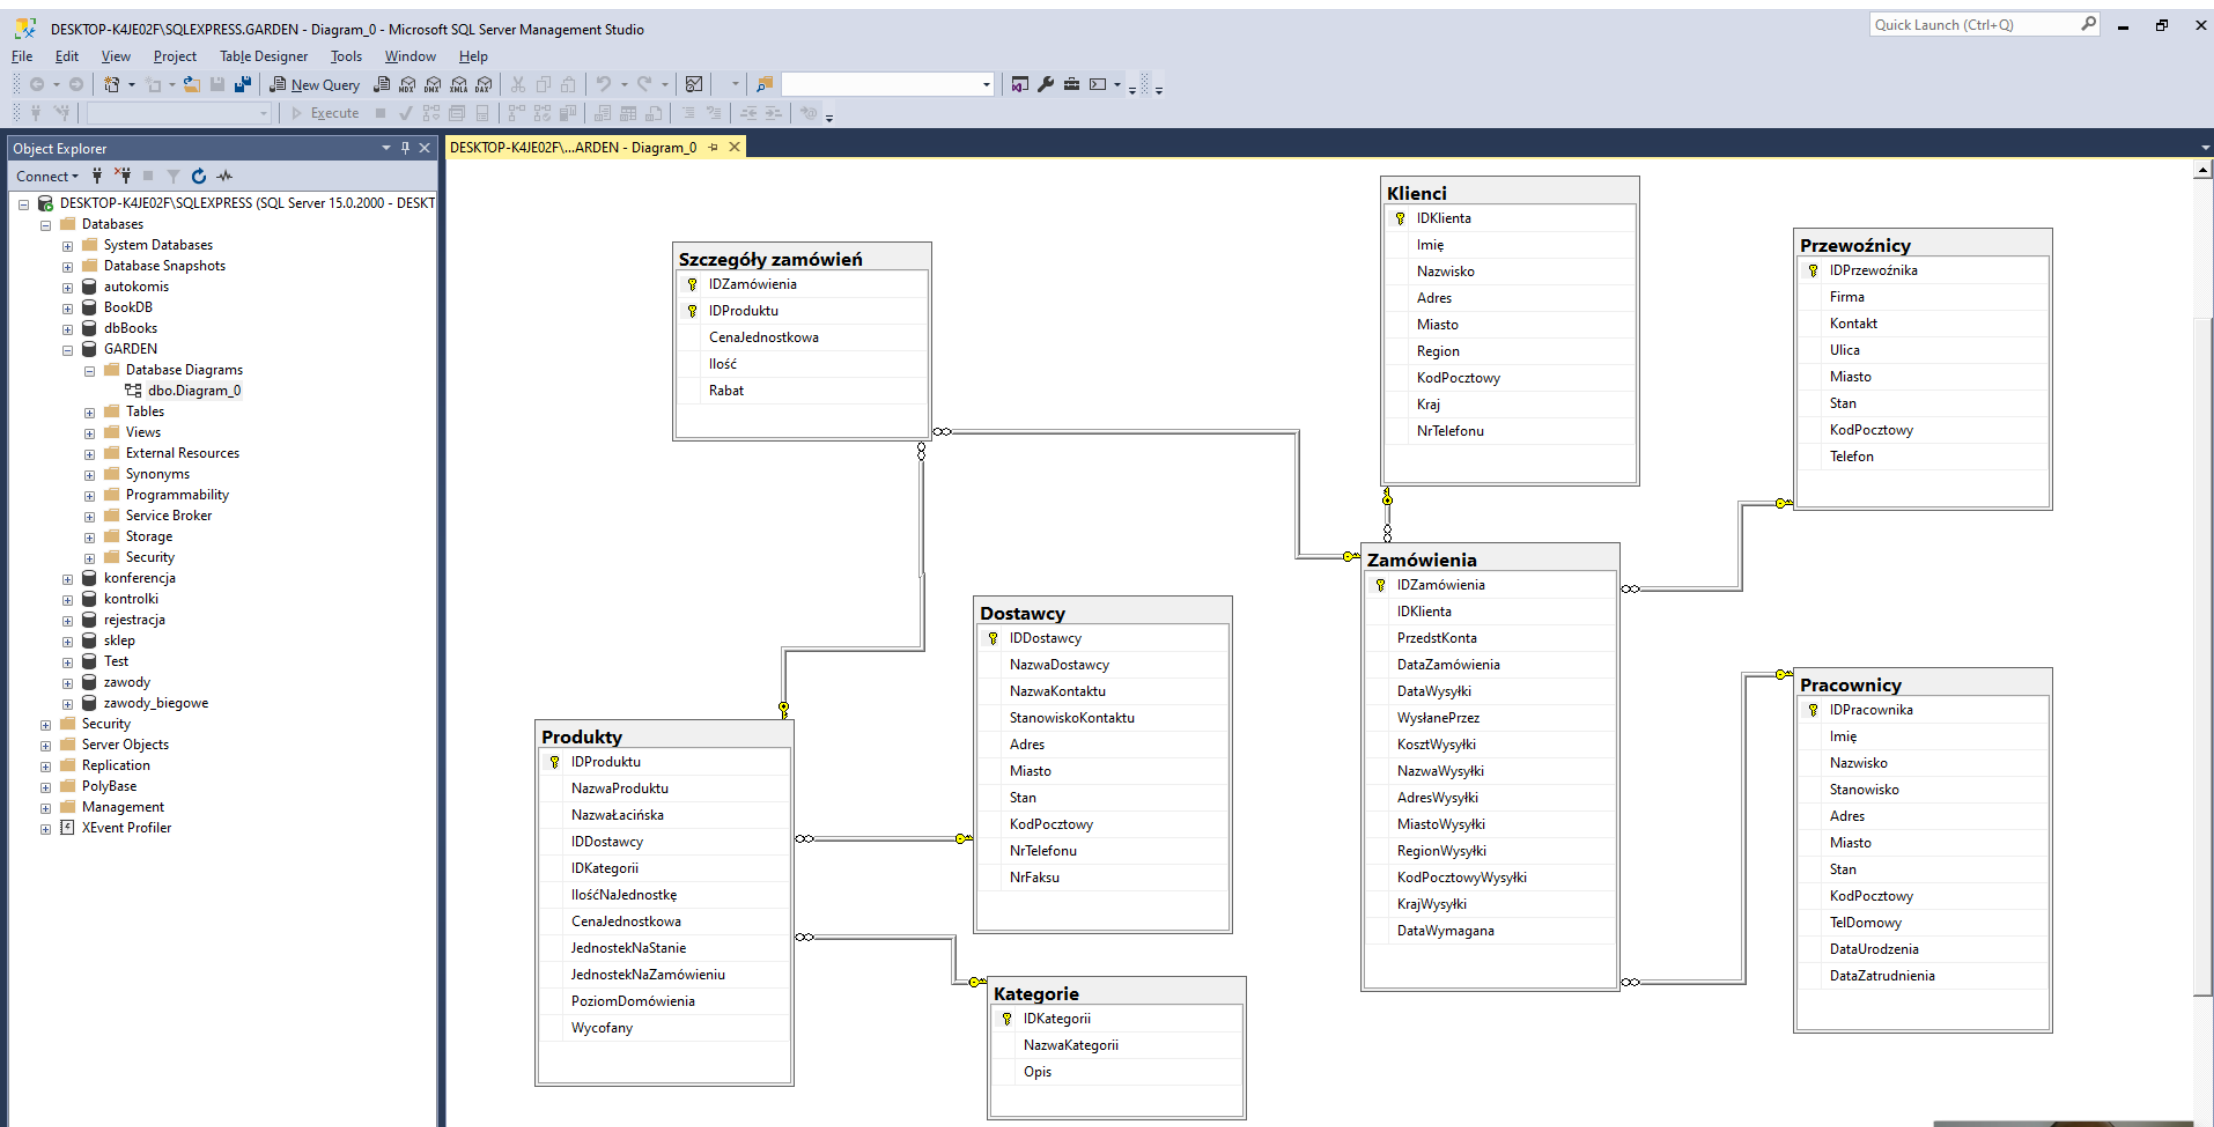 DESKTOP-K4JE02F\SQLEXPRESS.GARDEN - Diagram_0 - Microsoft SQL Server Management Studio
Quick Launch (Ctrl+Q)
File Edit View Project Table Designer Tools Window Help
New Query MDX DMX XMLA DAX
Execute
Object Explorer
DESKTOP-K4JE02F\...ARDEN - Diagram_0
Connect
DESKTOP-K4JE02F\SQLEXPRESS (SQL Server 15.0.2000 - DESKT
Databases
System Databases
Database Snapshots
autokomis
BookDB
dbBooks
GARDEN
Database Diagrams
dbo.Diagram_0
Tables
Views
External Resources
Synonyms
Programmability
Service Broker
Storage
Security
konferencja
kontrolki
rejestracja
sklep
Test
zawody
zawody_biegowe
Security
Server Objects
Replication
PolyBase
Management
XEvent Profiler
Szczegóły zamówień
IDZamówienia
IDProduktu
CenaJednostkowa
Ilość
Rabat
Klienci
IDKlienta
Imię
Nazwisko
Adres
Miasto
Region
KodPocztowy
Kraj
NrTelefonu
Przewoźnicy
IDPrzewoźnika
Firma
Kontakt
Ulica
Miasto
Stan
KodPocztowy
Telefon
Produkty
IDProduktu
NazwaProduktu
NazwaŁacińska
IDDostawcy
IDKategorii
IlośćNaJednostkę
CenaJednostkowa
JednostekNaStanie
JednostekNaZamówieniu
PoziomDomówienia
Wycofany
Dostawcy
IDDostawcy
NazwaDostawcy
NazwaKontaktu
StanowiskoKontaktu
Adres
Miasto
Stan
KodPocztowy
NrTelefonu
NrFaksu
Kategorie
IDKategorii
NazwaKategorii
Opis
Zamówienia
IDZamówienia
IDKlienta
PrzedstKonta
DataZamówienia
DataWysyłki
WysłanePrzez
KosztWysyłki
NazwaWysyłki
AdresWysyłki
MiastoWysyłki
RegionWysyłki
KodPocztowyWysyłki
KrajWysyłki
DataWymagana
Pracownicy
IDPracownika
Imię
Nazwisko
Stanowisko
Adres
Miasto
Stan
KodPocztowy
TelDomowy
DataUrodzenia
DataZatrudnienia